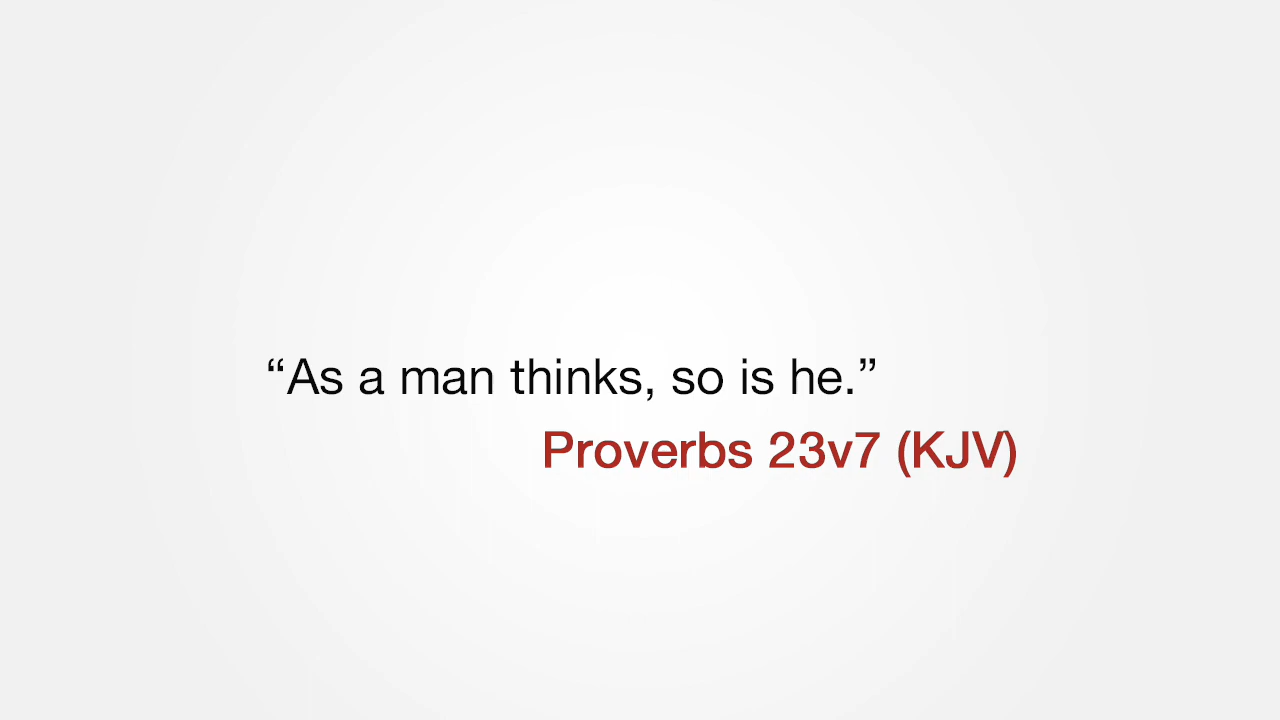 “As a man thinks, so is he.”
Proverbs 23v7 (KJV)